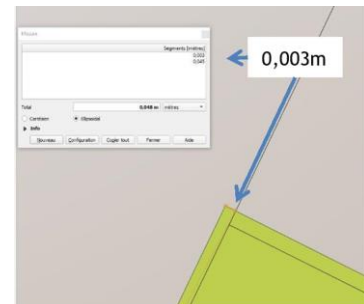 Mesure
Segments [mètres]
0,003
0,045
0,003m
Total
0,048 m
mètres
Cartésien
Ellipsoïdal
Info
Nouveau
Configuration
Copier tout
Fermer
Aide